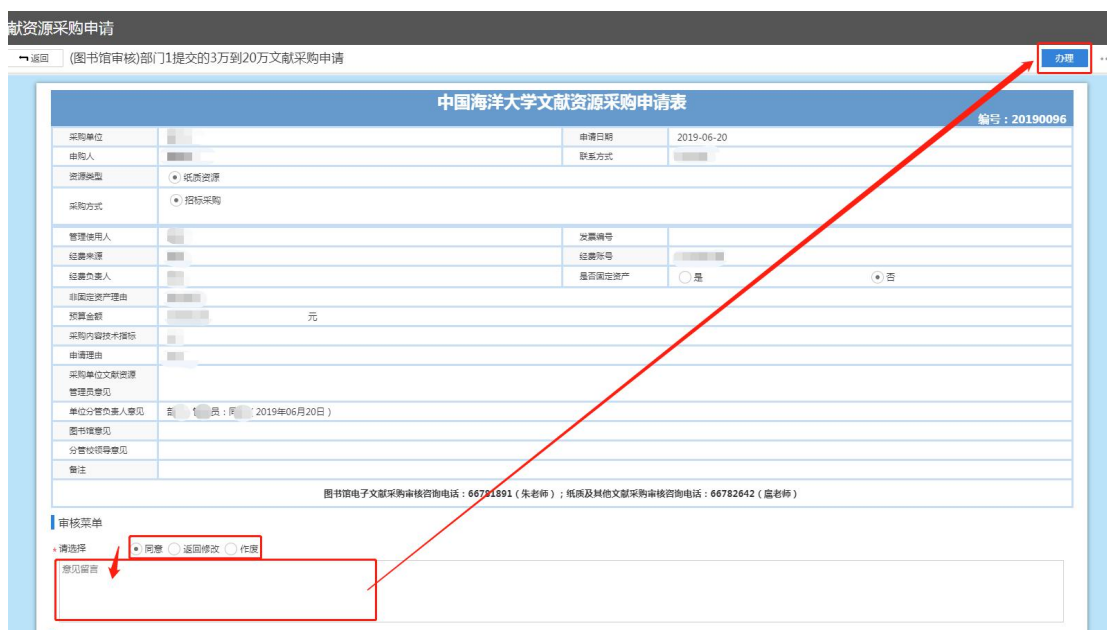 献资源采购申请
返回 (图书馆审核)部门1提交的3万到20万文献采购申请 办理
中国海洋大学文献资源采购申请表
编号：20190096
采购单位 申请日期 2019-06-20
申购人 联系方式
资源类型 纸质资源
采购方式 招标采购
管理使用人 发票编号
经费来源 经费账号
经费负责人 是否固定资产 是 否
非固定资产理由
预算金额 元
采购内容技术指标
申请理由
采购单位文献资源
管理员意见
单位分管负责人意见 员：同 2019年06月20日）
图书馆意见
分管校领导意见
备注
图书馆电子文献采购审核咨询电话：66781891（朱老师）；纸质及其他文献采购审核咨询电话：66782642（扈老师）
审核菜单
*请选择 同意 返回修改 作废
意见留言